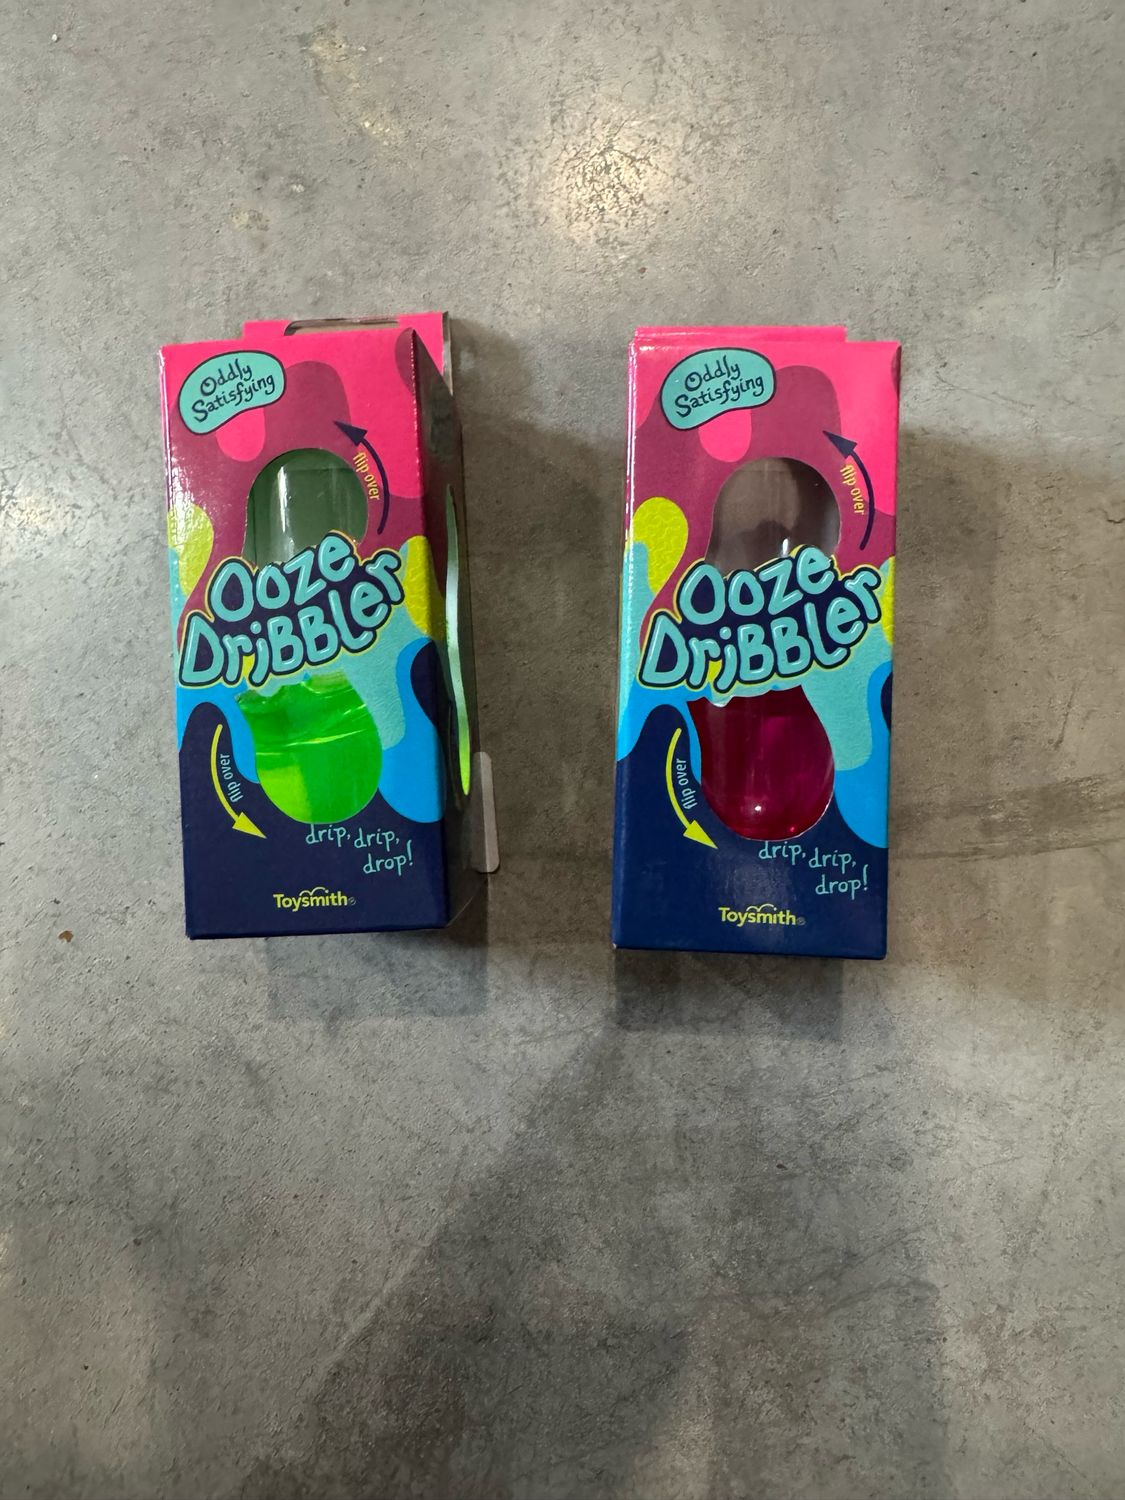 Oddly
Satisfying
flip over
Ooze
Dribbler
flip over
drip, drip,
drop!
Toysmith®
Oddly
Satisfying
flip over
Ooze
Dribbler
flip over
drip, drip,
drop!
Toysmith®